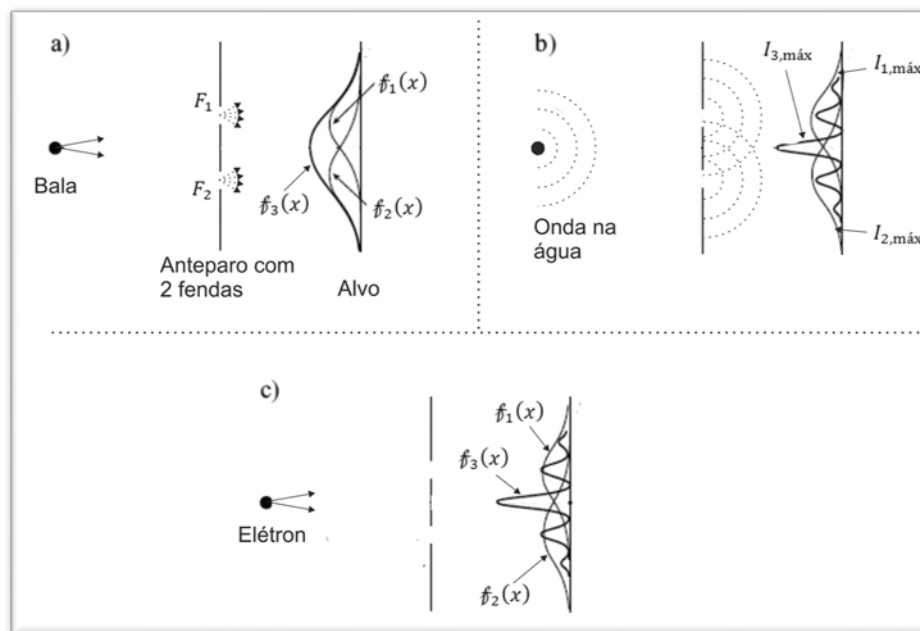 a)
F₁
f₁(x)
Bala
F₂
f₃(x)
f₂(x)
Anteparo com
2 fendas
Alvo
b)
I₃,máx
I₁,máx
Onda na
água
I₂,máx
c)
f₁(x)
f₃(x)
Elétron
f₂(x)